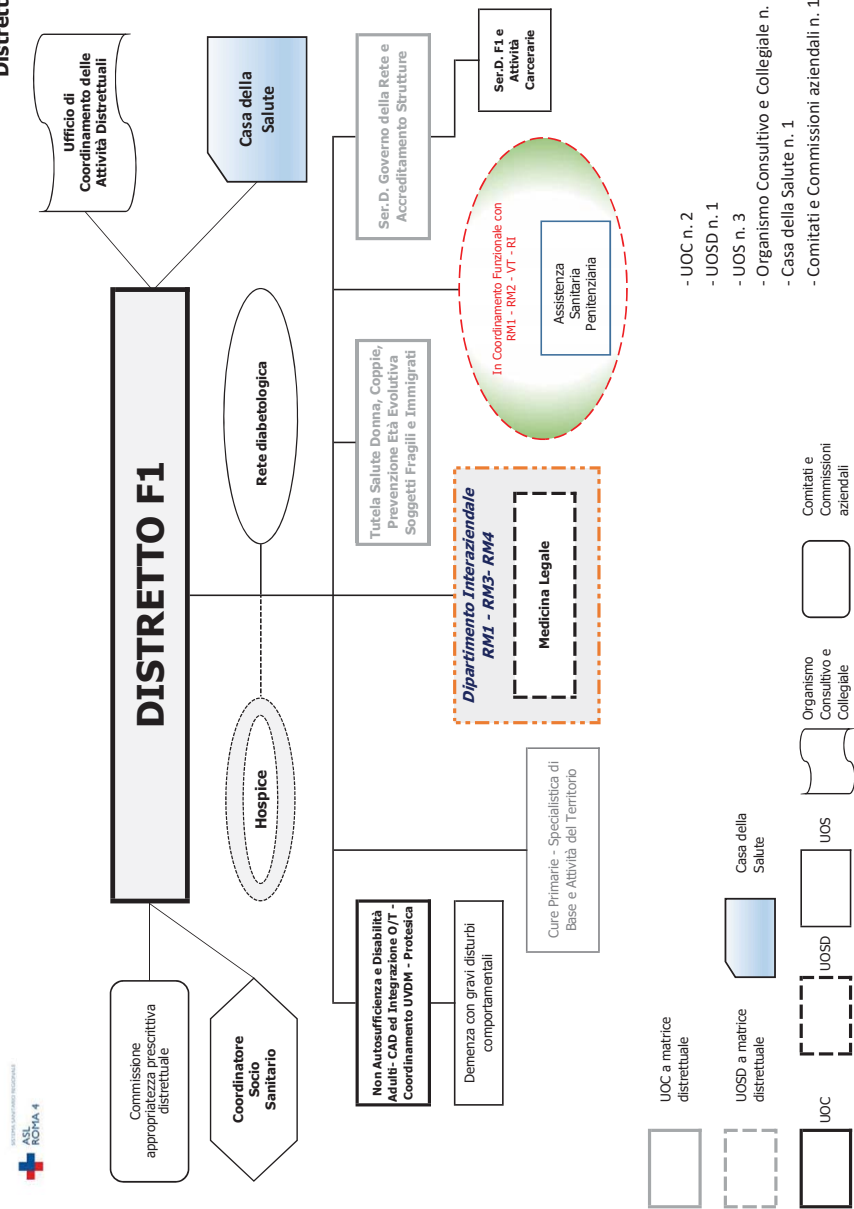 SISTEMA SANITARIO REGIONALE
ASL
ROMA 4
Commissione
appropriatezza prescrittiva
distrettuale
Coordinatore
Socio
Sanitario
DISTRETTO F1
Ufficio di
Coordinamento delle
Attività Distrettuali
Casa della
Salute
Hospice
Rete diabetologica
Non Autosufficienza e Disabilità
Adulti- CAD ed Integrazione O/T -
Coordinamento UVDM - Protesica
Demenza con gravi disturbi
comportamentali
Cure Primarie - Specialistica di
Base e Attività del Territorio
Dipartimento Interaziendale
RM1 - RM3- RM4
Medicina Legale
Tutela Salute Donna, Coppie,
Prevenzione Età Evolutiva
Soggetti Fragili e Immigrati
In Coordinamento Funzionale con
RM1 - RM2 - VT - RI
Assistenza
Sanitaria
Penitenziaria
Ser.D. Governo della Rete e
Accreditamento Strutture
Ser.D. F1 e
Attività
Carcerarie
UOC a matrice
distrettuale
UOSD a matrice
distrettuale
Casa della
Salute
UOC
UOSD
UOS
Organismo
Consultivo e
Collegiale
Comitati e
Commissioni
aziendali
- UOC n. 2
- UOSD n. 1
- UOS n. 3
- Organismo Consultivo e Collegiale n.
- Casa della Salute n. 1
- Comitati e Commissioni aziendali n. 1